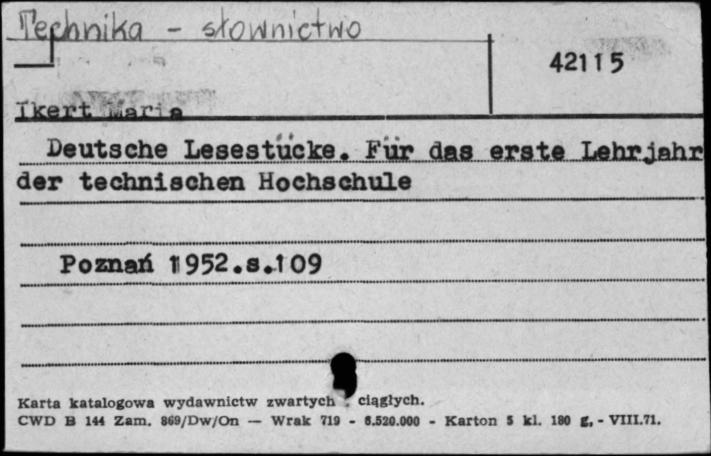 Technika - słownictwo
42115
Ikert Maria
Deutsche Lesestücke. Für das erste Lehrjahr
der technischen Hochschule
Poznań 1952.s.109
Karta katalogowa wydawnictw zwartych ciągłych.
CWD B 144 Zam. 869/Dw/On — Wrak 719 - 6.520.000 - Karton 5 kl. 180 g, - VIII.71.